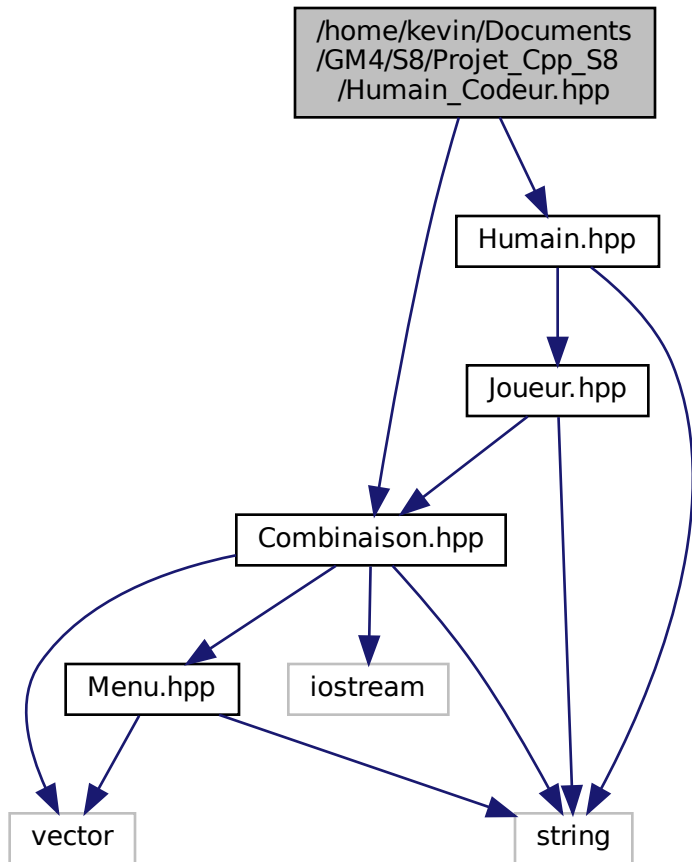 /home/kevin/Documents
/GM4/S8/Projet_Cpp_S8
/Humain_Codeur.hpp
Humain.hpp
Joueur.hpp
Combinaison.hpp
Menu.hpp
iostream
vector
string